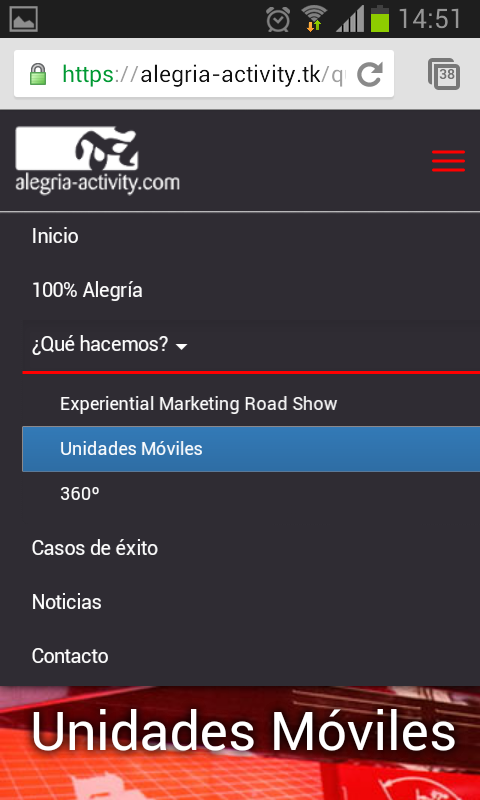 14:51
https://alegria-activity.tk/q
38
alegria-activity.com
Inicio
100% Alegría
¿Qué hacemos?
Experiential Marketing Road Show
Unidades Móviles
360º
Casos de éxito
Noticias
Contacto
Unidades Móviles